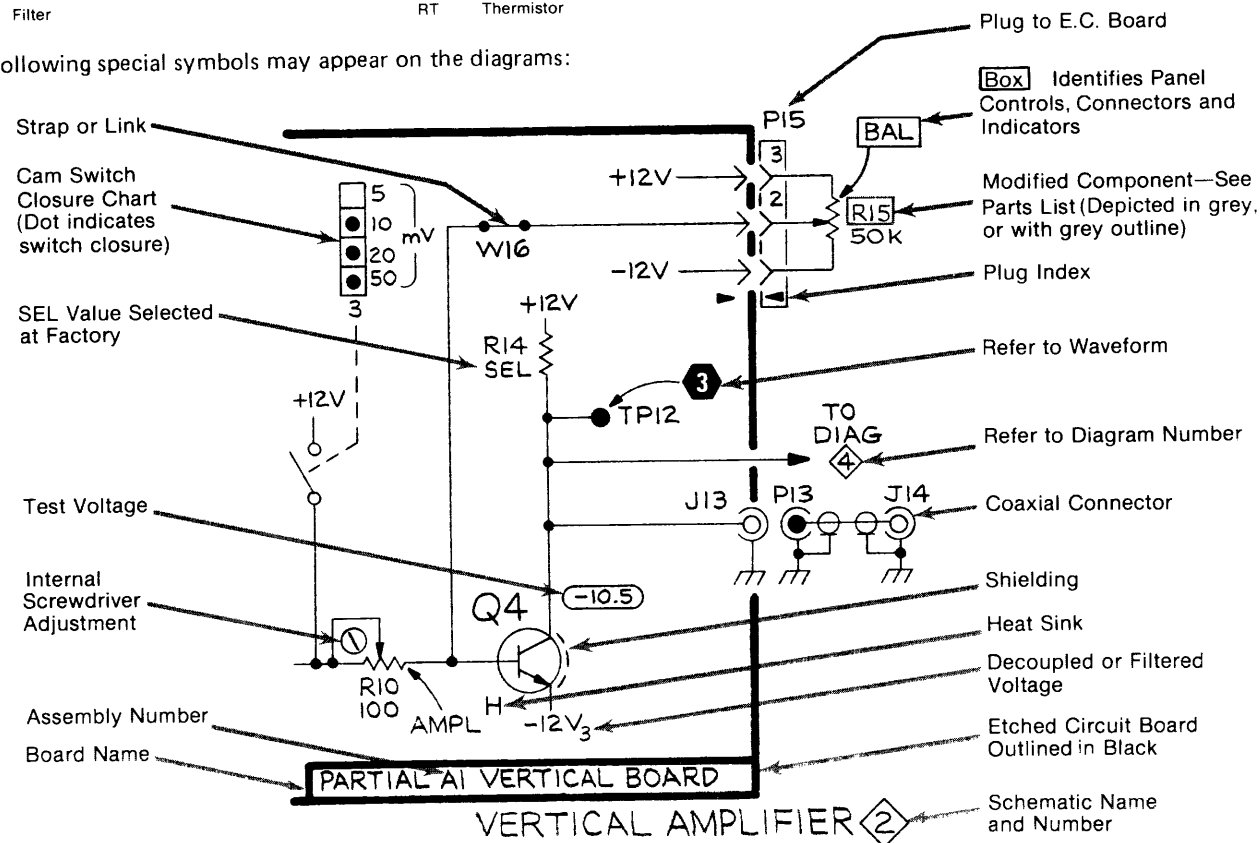 Filter
RT Thermistor
ollowing special symbols may appear on the diagrams:
Plug to E.C. Board
Box Identifies Panel
Controls, Connectors and
Indicators
Modified Component—See
Parts List (Depicted in grey,
or with grey outline)
Plug Index
Refer to Waveform
Refer to Diagram Number
Coaxial Connector
Shielding
Heat Sink
Decoupled or Filtered
Voltage
Etched Circuit Board
Outlined in Black
Schematic Name
and Number
Strap or Link
Cam Switch
Closure Chart
(Dot indicates
switch closure)
SEL Value Selected
at Factory
Test Voltage
Internal
Screwdriver
Adjustment
Assembly Number
Board Name
5
10
20
50
mV
3
+12V
W16
+12V
R14
SEL
TP12
3
P15
3
2
+12V
-12V
BAL
R15
50K
TO
DIAG
4
J13
P13
J14
-10.5
Q4
R10
100
AMPL
H
-12V3
PARTIAL A1 VERTICAL BOARD
VERTICAL AMPLIFIER 2